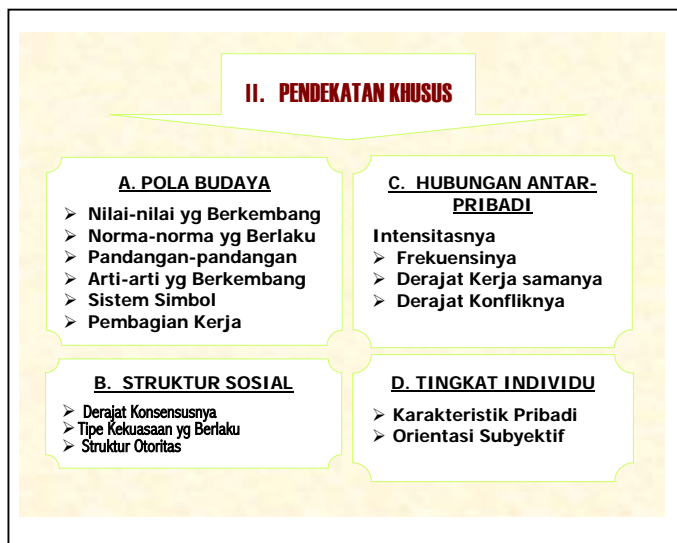 II. PENDEKATAN KHUSUS
A. POLA BUDAYA
➢ Nilai-nilai yg Berkembang
➢ Norma-norma yg Berlaku
➢ Pandangan-pandangan
➢ Arti-arti yg Berkembang
➢ Sistem Simbol
➢ Pembagian Kerja
B. STRUKTUR SOSIAL
➢ Derajat Konsensusnya
➢ Tipe Kekuasaan yg Berlaku
➢ Struktur Otoritas
C. HUBUNGAN ANTAR-
PRIBADI
Intensitasnya
➢ Frekuensinya
➢ Derajat Kerja samanya
➢ Derajat Konfliknya
D. TINGKAT INDIVIDU
➢ Karakteristik Pribadi
➢ Orientasi Subyektif